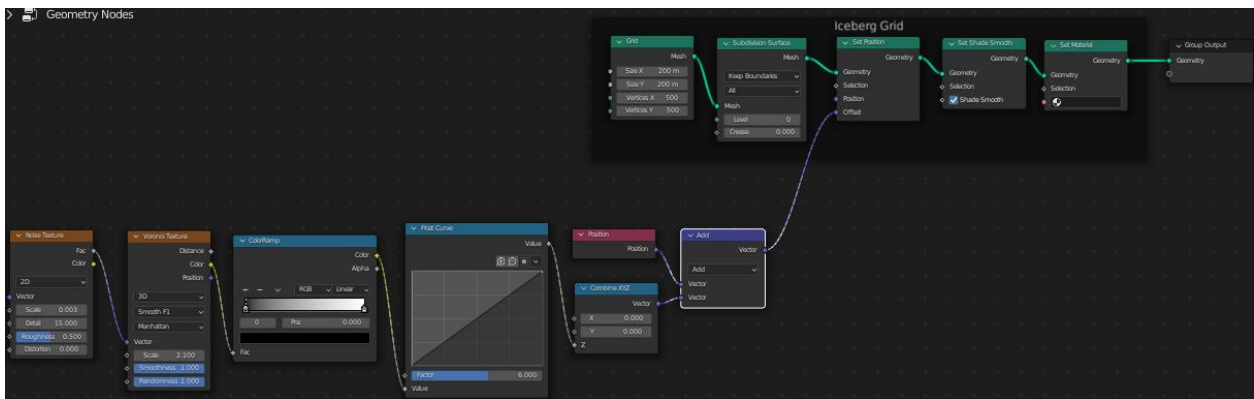 Geometry Nodes
Iceberg Grid
Grid
Mesh
Size X 200 m
Size Y 200 m
Vertices X 500
Vertices Y 500
Subdivision Surface
Mesh
Keep Boundaries
All
Mesh
Level 0
Crease 0.000
Set Position
Geometry
Geometry
Selection
Position
Offset
Set Shade Smooth
Geometry
Geometry
Selection
Shade Smooth
Set Material
Geometry
Geometry
Selection
Group Output
Geometry
Noise Texture
Fac
Color
2D
Vector
Scale 0.003
Detail 15.000
Roughness 0.500
Distortion 0.000
Voronoi Texture
Distance
Color
Position
3D
Smooth F1
Manhattan
Vector
Scale 2.100
Smoothness 1.000
Randomness 1.000
ColorRamp
Color
Alpha
RGB Linear
0 Pos 0.000
Fac
Float Curve
Value
Factor 6.000
Value
Position
Position
Combine XYZ
Vector
X 0.000
Y 0.000
Z
Add
Vector
Add
Vector
Vector